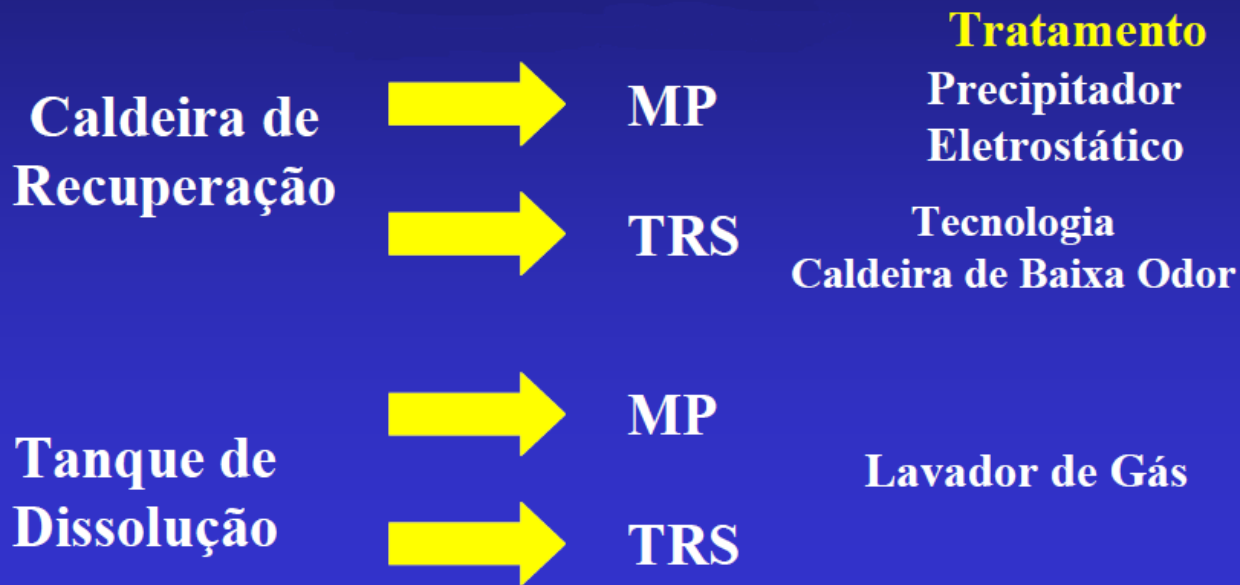 Tratamento
Caldeira de
Recuperação
MP
Precipitador
Eletrostático
TRS
Tecnologia
Caldeira de Baixa Odor
Tanque de
Dissolução
MP
TRS
Lavador de Gás